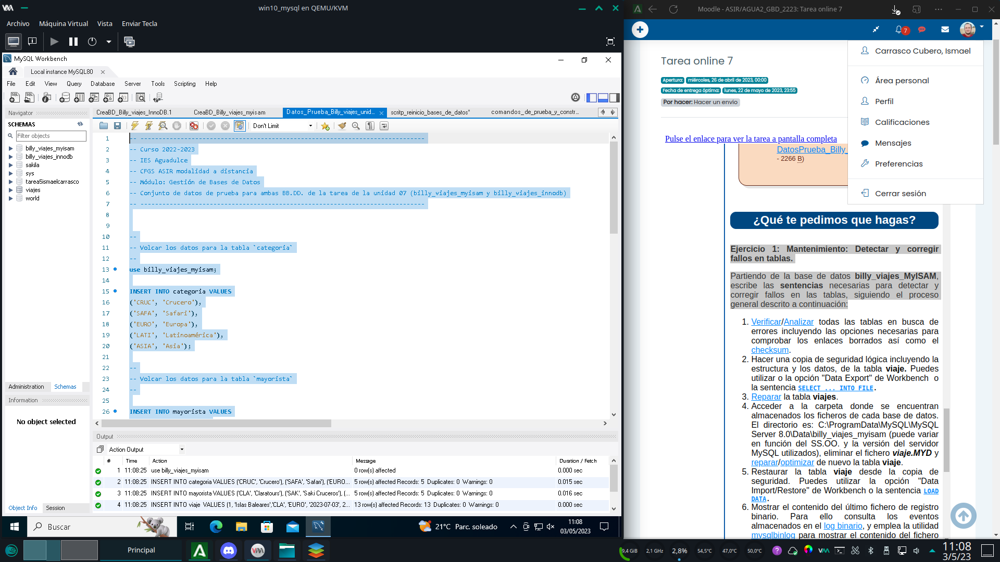 win10_mysql en QEMU/KVM
Archivo Máquina Virtual Vista Enviar Tecla
MySQL Workbench
Local instance MySQL80
File Edit View Query Database Server Tools Scripting Help
Navigator
SCHEMAS
Filter objects
billy_viajes_myisam
billy_viajes_innodb
sakila
sys
tarea5ismaelcarrasco
viajes
world
Administration Schemas
Information
No object selected
Object Info Session
CreaBD_Billy_viajes_InnoDB.1 CreaBD_Billy_viajes_myisam Datos_Prueba_Billy_viajes_unid... scritp_reinicio_bases_de_datos* comandos_de_prueba_y_constr...
Don't Limit
1 -- ------------------------------------------------------------------------------
2 -- Curso 2022-2023
3 -- IES Aguadulce
4 -- CFGS ASIR modalidad a distancia
5 -- Módulo: Gestión de Bases de Datos
6 -- Conjunto de datos de prueba para ambas BB.DD. de la tarea de la unidad 07 (billy_viajes_myisam y billy_viajes_innodb)
7 -- ------------------------------------------------------------------------------
8
9
10 --
11 -- Volcar los datos para la tabla `categoria`
12 --
13 use billy_viajes_myisam;
14
15 INSERT INTO categoria VALUES
16 ('CRUC', 'Crucero'),
17 ('SAFA', 'Safari'),
18 ('EURO', 'Europa'),
19 ('LATI', 'Latinoamérica'),
20 ('ASIA', 'Asia');
21
22 --
23 -- Volcar los datos para la tabla `mayorista`
24 --
25
26 INSERT INTO mayorista VALUES
Output
Action Output
# Time Action Message Duration / Fetch
1 11:08:25 use billy_viajes_myisam 0 row(s) affected 0.000 sec
2 11:08:25 INSERT INTO categoria VALUES ('CRUC', 'Crucero'), ('SAFA', 'Safari'), ('EURO... 5 row(s) affected Records: 5 Duplicates: 0 Warnings: 0 0.015 sec
3 11:08:25 INSERT INTO mayorista VALUES ('CLA', 'Claratours'), ('SAK', 'Saki Cruceros'), (... 5 row(s) affected Records: 5 Duplicates: 0 Warnings: 0 0.016 sec
4 11:08:25 INSERT INTO viaje VALUES (1, 'Islas Baleares','CLA', 'EURO', '2023-07-03', 2... 13 row(s) affected Records: 13 Duplicates: 0 Warnings: 0 0.000 sec
Buscar
21°C Parc. soleado
11:08
03/05/2023
Moodle - ASIR/AGUA2_GBD_2223: Tarea online 7
7
Carrasco Cubero, Ismael
Área personal
Perfil
Calificaciones
Mensajes
Preferencias
Cerrar sesión
Tarea online 7
Apertura: miércoles, 26 de abril de 2023, 00:00
Fecha de entrega óptima: lunes, 22 de mayo de 2023, 23:55
Por hacer: Hacer un envío
Pulse el enlace para ver la tarea a pantalla completa
DatosPrueba_Billy_
- 2266 B)
¿Qué te pedimos que hagas?
Ejercicio 1: Mantenimiento: Detectar y corregir
fallos en tablas.
Partiendo de la base de datos billy_viajes_MyISAM,
escribe las sentencias necesarias para detectar y
corregir fallos en las tablas, siguiendo el proceso
general descrito a continuación:
1. Verificar/Analizar todas las tablas en busca de
errores incluyendo las opciones necesarias para
comprobar los enlaces borrados así como el
checksum.
2. Hacer una copia de seguridad lógica incluyendo la
estructura y los datos, de la tabla viaje. Puedes
utilizar o la opción "Data Export" de Workbench o
la sentencia SELECT ... INTO FILE.
3. Reparar la tabla viajes.
4. Acceder a la carpeta donde se encuentran
almacenados los ficheros de cada base de datos.
El directorio es: C:\ProgramData\MySQL\MySQL
Server 8.0\Data\billy_viajes_myisam (puede variar
en función del SS.OO. y la versión del servidor
MySQL utilizados), eliminar el fichero viaje.MYD y
reparar/optimizar de nuevo la tabla viaje.
5. Restaurar la tabla viaje desde la copia de
seguridad. Puedes utilizar la opción "Data
Import/Restore" de Workbench o la sentencia LOAD
DATA.
6. Mostrar el contenido del último fichero de registro
binario. Para ello consulta los eventos
almacenados en el log binario, y emplea la utilidad
mysqlbinlog para mostrar el contenido del fichero
Principal
9,4 GiB 2,1 GHz 2,8% 54,5°C 47,0°C 50,0°C
11:08
3/5/23